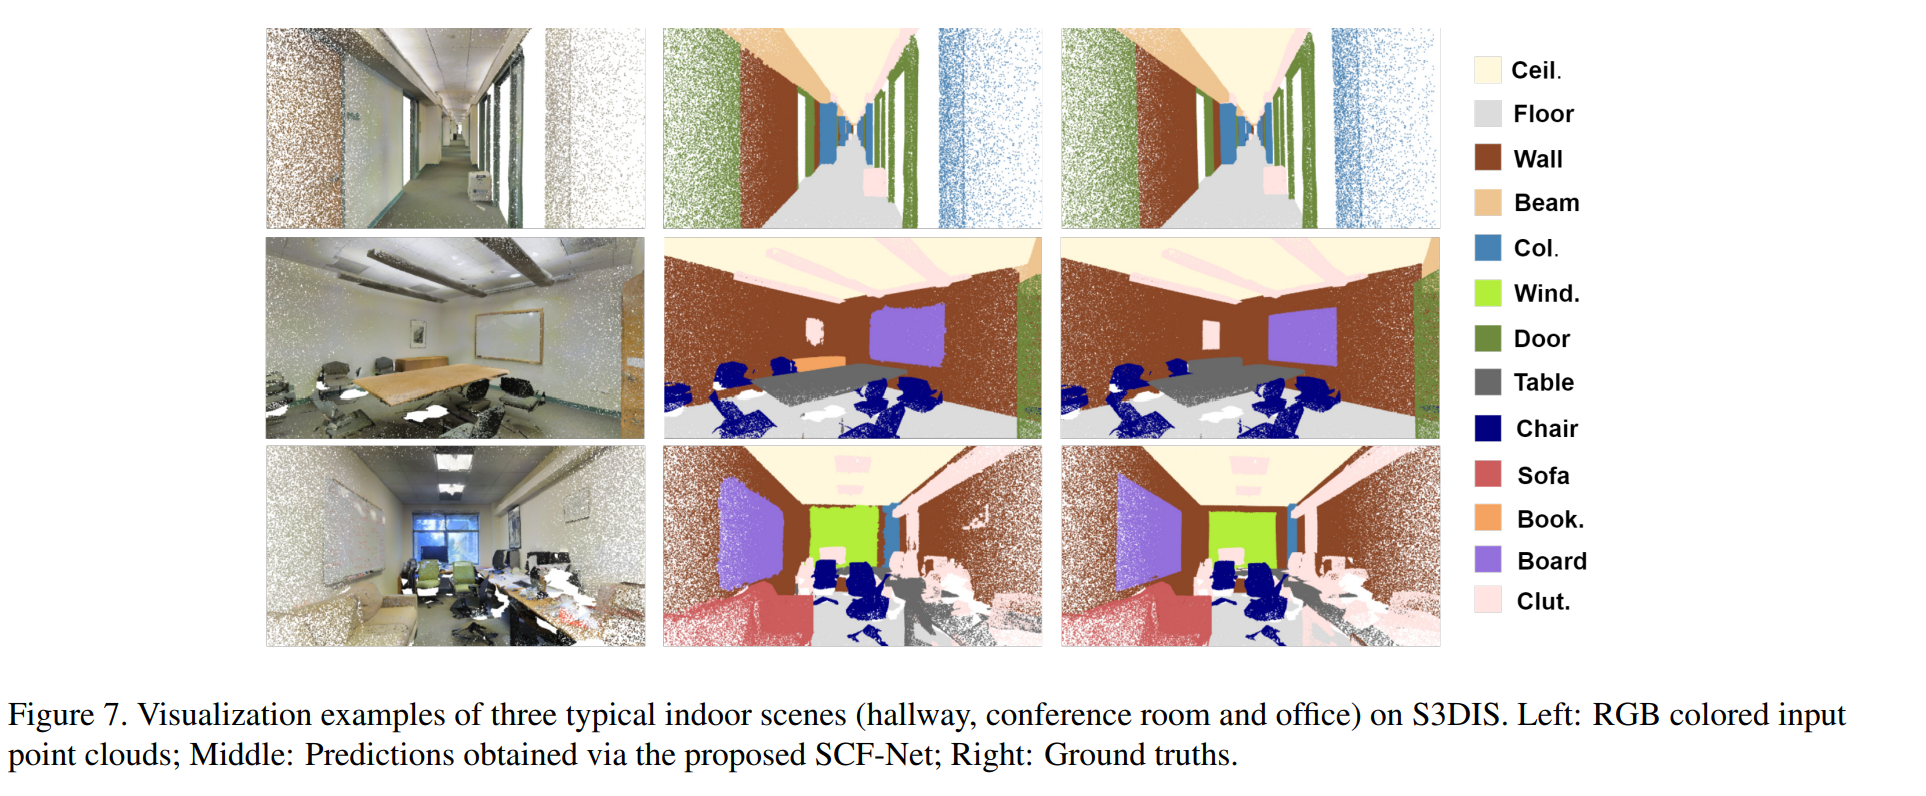 Ceil.
Floor
Wall
Beam
Col.
Wind.
Door
Table
Chair
Sofa
Book.
Board
Clut.
Figure 7. Visualization examples of three typical indoor scenes (hallway, conference room and office) on S3DIS. Left: RGB colored input
point clouds; Middle: Predictions obtained via the proposed SCF-Net; Right: Ground truths.